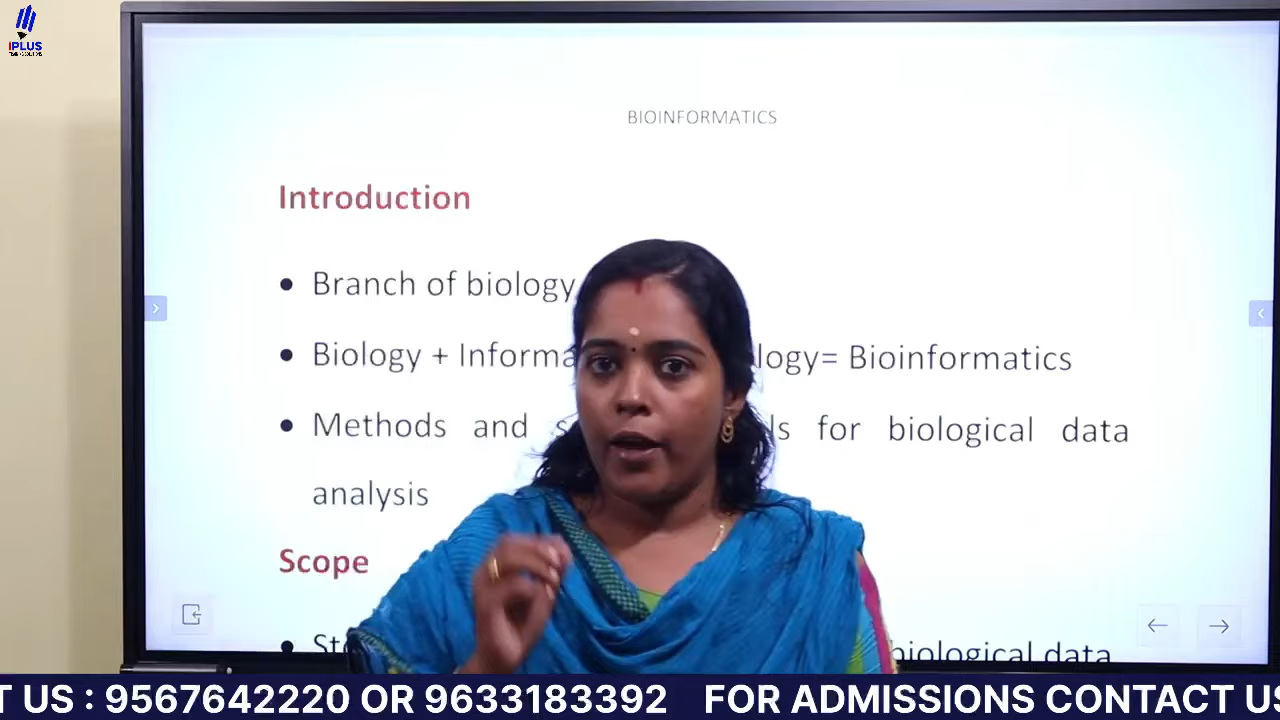 IPLUS
BIOINFORMATICS
Introduction
• Branch of biology
• Biology + Informa logy= Bioinformatics
• Methods and s ls for biological data
analysis
Scope
• St biological data
T US : 9567642220 OR 9633183392 FOR ADMISSIONS CONTACT US